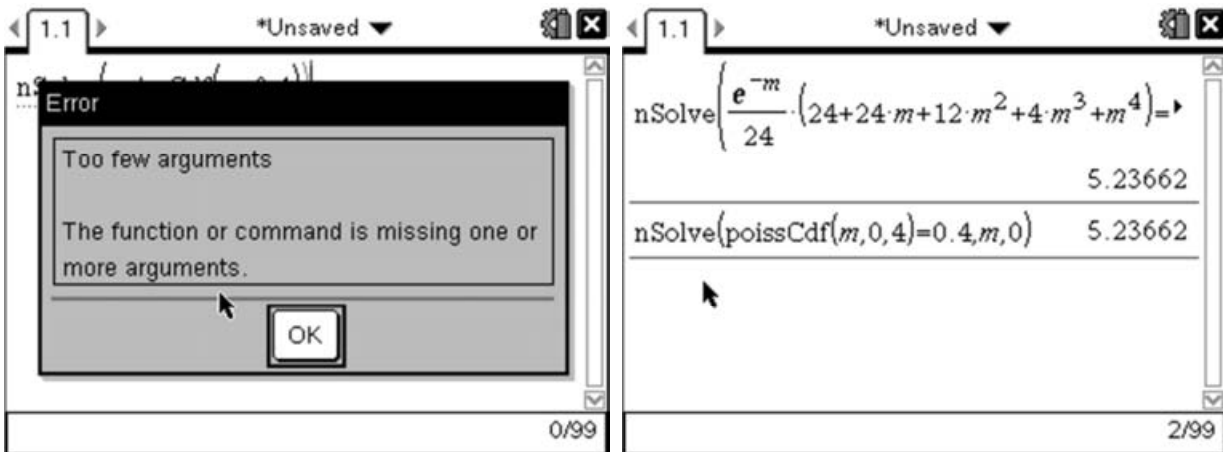 1.1
*Unsaved
Error
Too few arguments
The function or command is missing one or
more arguments.
OK
0/99
1.1
*Unsaved
nSolve(e^-m/24·(24+24·m+12·m^2+4·m^3+m^4)=
5.23662
nSolve(poissCdf(m,0,4)=0.4,m,0) 5.23662
2/99